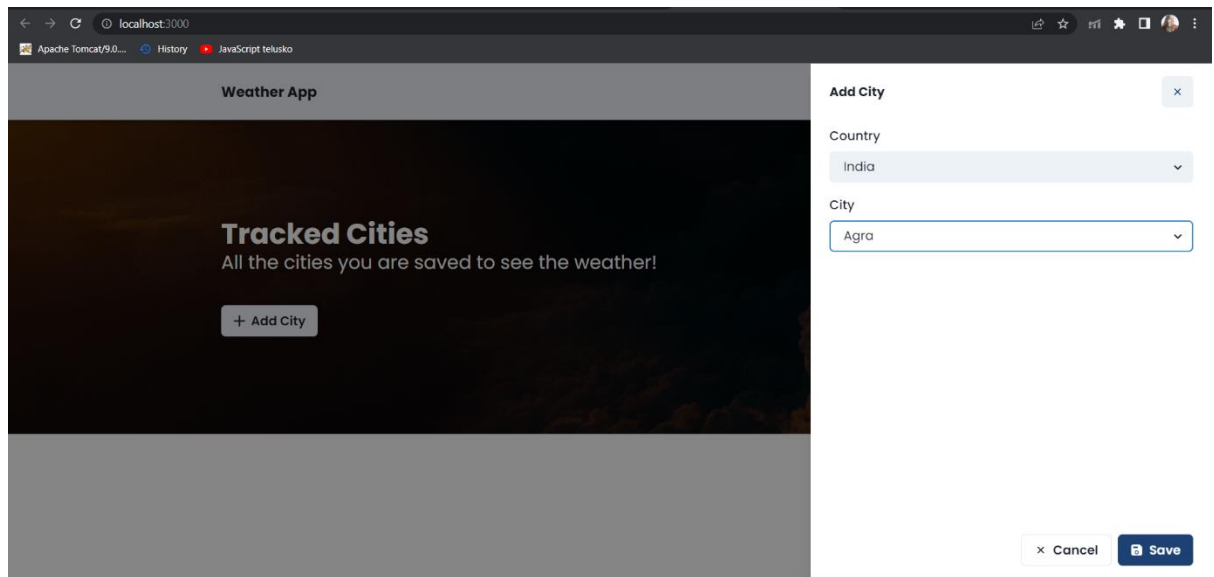 localhost:3000
Apache Tomcat/9.0.... History JavaScript telusko
Weather App
Tracked Cities
All the cities you are saved to see the weather!
+ Add City
Add City
Country
India
City
Agra
Cancel Save